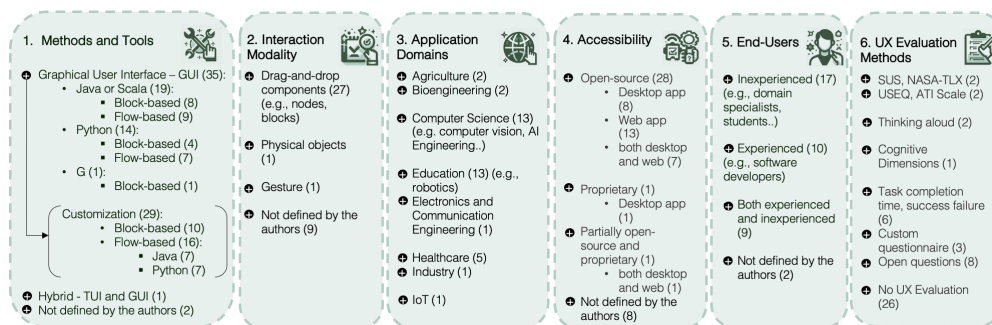 1. Methods and Tools
Graphical User Interface – GUI (35):
• Java or Scala (19):
▪ Block-based (8)
▪ Flow-based (9)
• Python (14):
▪ Block-based (4)
▪ Flow-based (7)
• G (1):
▪ Block-based (1)
Customization (29):
• Block-based (10)
• Flow-based (16):
▪ Java (7)
▪ Python (7)
Hybrid - TUI and GUI (1)
Not defined by the authors (2)
2. Interaction
Modality
Drag-and-drop
components (27)
(e.g., nodes,
blocks)
Physical objects
(1)
Gesture (1)
Not defined by the
authors (9)
3. Application
Domains
Agriculture (2)
Bioengineering (2)
Computer Science (13)
(e.g. computer vision, AI
Engineering..)
Education (13) (e.g.,
robotics)
Electronics and
Communication
Engineering (1)
Healthcare (5)
Industry (1)
IoT (1)
4. Accessibility
Open-source (28)
• Desktop app
(8)
• Web app
(13)
• both desktop
and web (7)
Proprietary (1)
• Desktop app
(1)
Partially open-
source and
proprietary (1)
• both desktop
and web (1)
Not defined by the
authors (8)
5. End-Users
Inexperienced (17)
(e.g., domain
specialists,
students..)
Experienced (10)
(e.g., software
developers)
Both experienced
and inexperienced
(9)
Not defined by the
authors (2)
6. UX Evaluation
Methods
SUS, NASA-TLX (2)
USEQ, ATI Scale (2)
Thinking aloud (2)
Cognitive
Dimensions (1)
Task completion
time, success failure
(6)
Custom
questionnaire (3)
Open questions (8)
No UX Evaluation
(26)